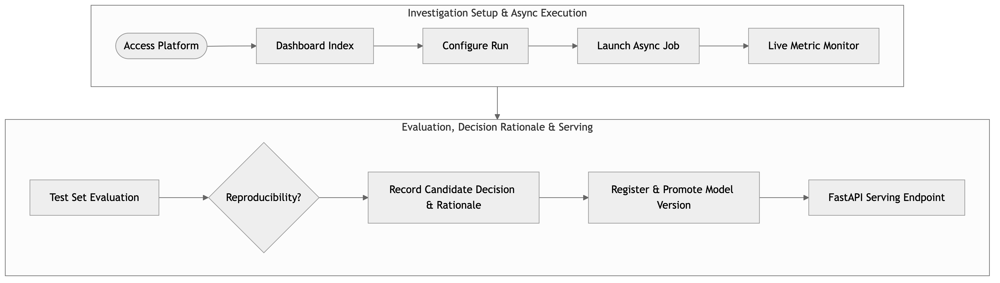 Investigation Setup & Async Execution
Access Platform
Dashboard Index
Configure Run
Launch Async Job
Live Metric Monitor
Evaluation, Decision Rationale & Serving
Test Set Evaluation
Reproducibility?
Record Candidate Decision
& Rationale
Register & Promote Model
Version
FastAPI Serving Endpoint